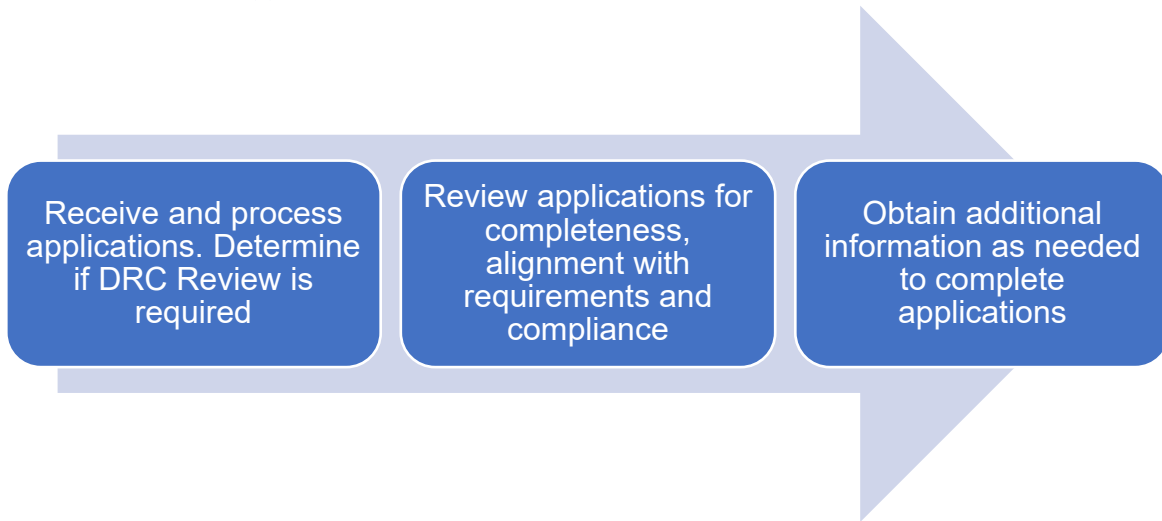 Receive and process
applications. Determine
if DRC Review is
required
Review applications for
completeness,
alignment with
requirements and
compliance
Obtain additional
information as needed
to complete
applications